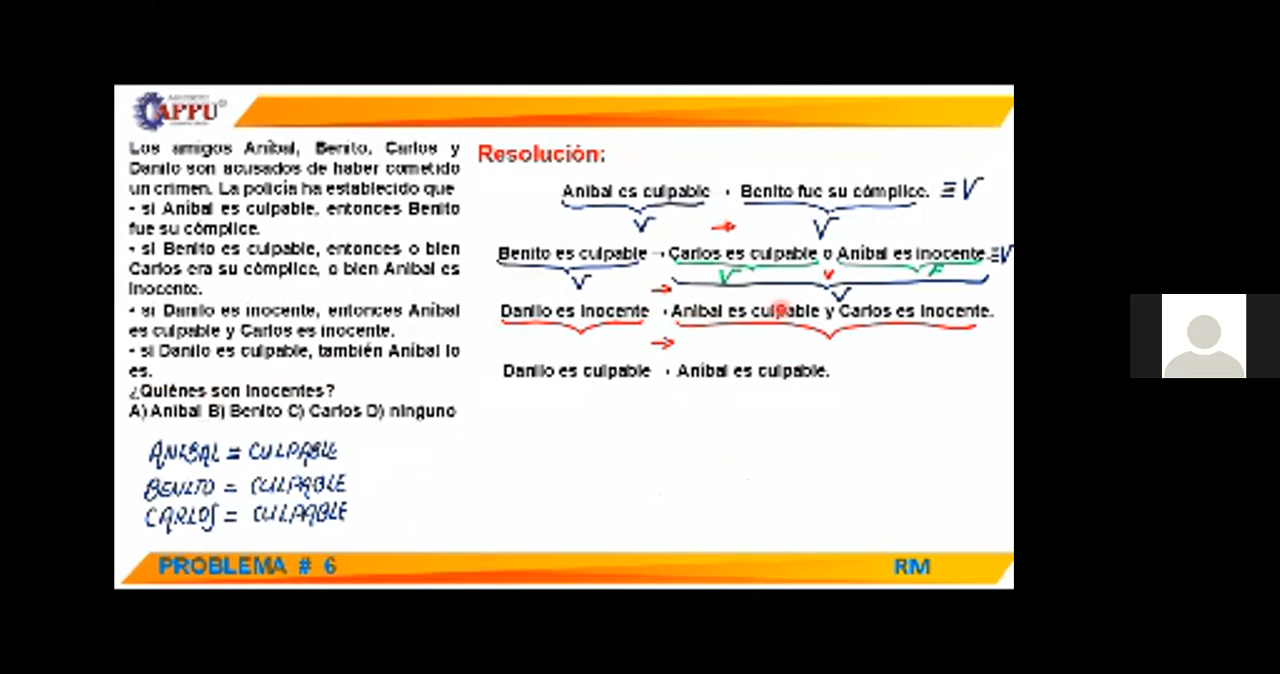 APPU
Los amigos Aníbal, Benito, Carlos y
Danilo son acusados de haber cometido
un crimen. La policía ha establecido que
- si Aníbal es culpable, entonces Benito
fue su cómplice.
- si Benito es culpable, entonces o bien
Carlos era su cómplice, o bien Aníbal es
inocente.
- si Danilo es inocente, entonces Aníbal
es culpable y Carlos es inocente.
- si Danilo es culpable, también Aníbal lo
es.
¿Quiénes son inocentes?
A) Aníbal B) Benito C) Carlos D) ninguno
ANIBAL = CULPABLE
BENITO = CULPABLE
CARLOS = CULPABLE
Resolución:
Aníbal es culpable → Benito fue su cómplice. ≡ V
V → V
Benito es culpable → Carlos es culpable o Aníbal es inocente. ≡ V
V → V v F
V
Danilo es inocente → Aníbal es culpable y Carlos es inocente.
→
Danilo es culpable → Aníbal es culpable.
PROBLEMA # 6
RM